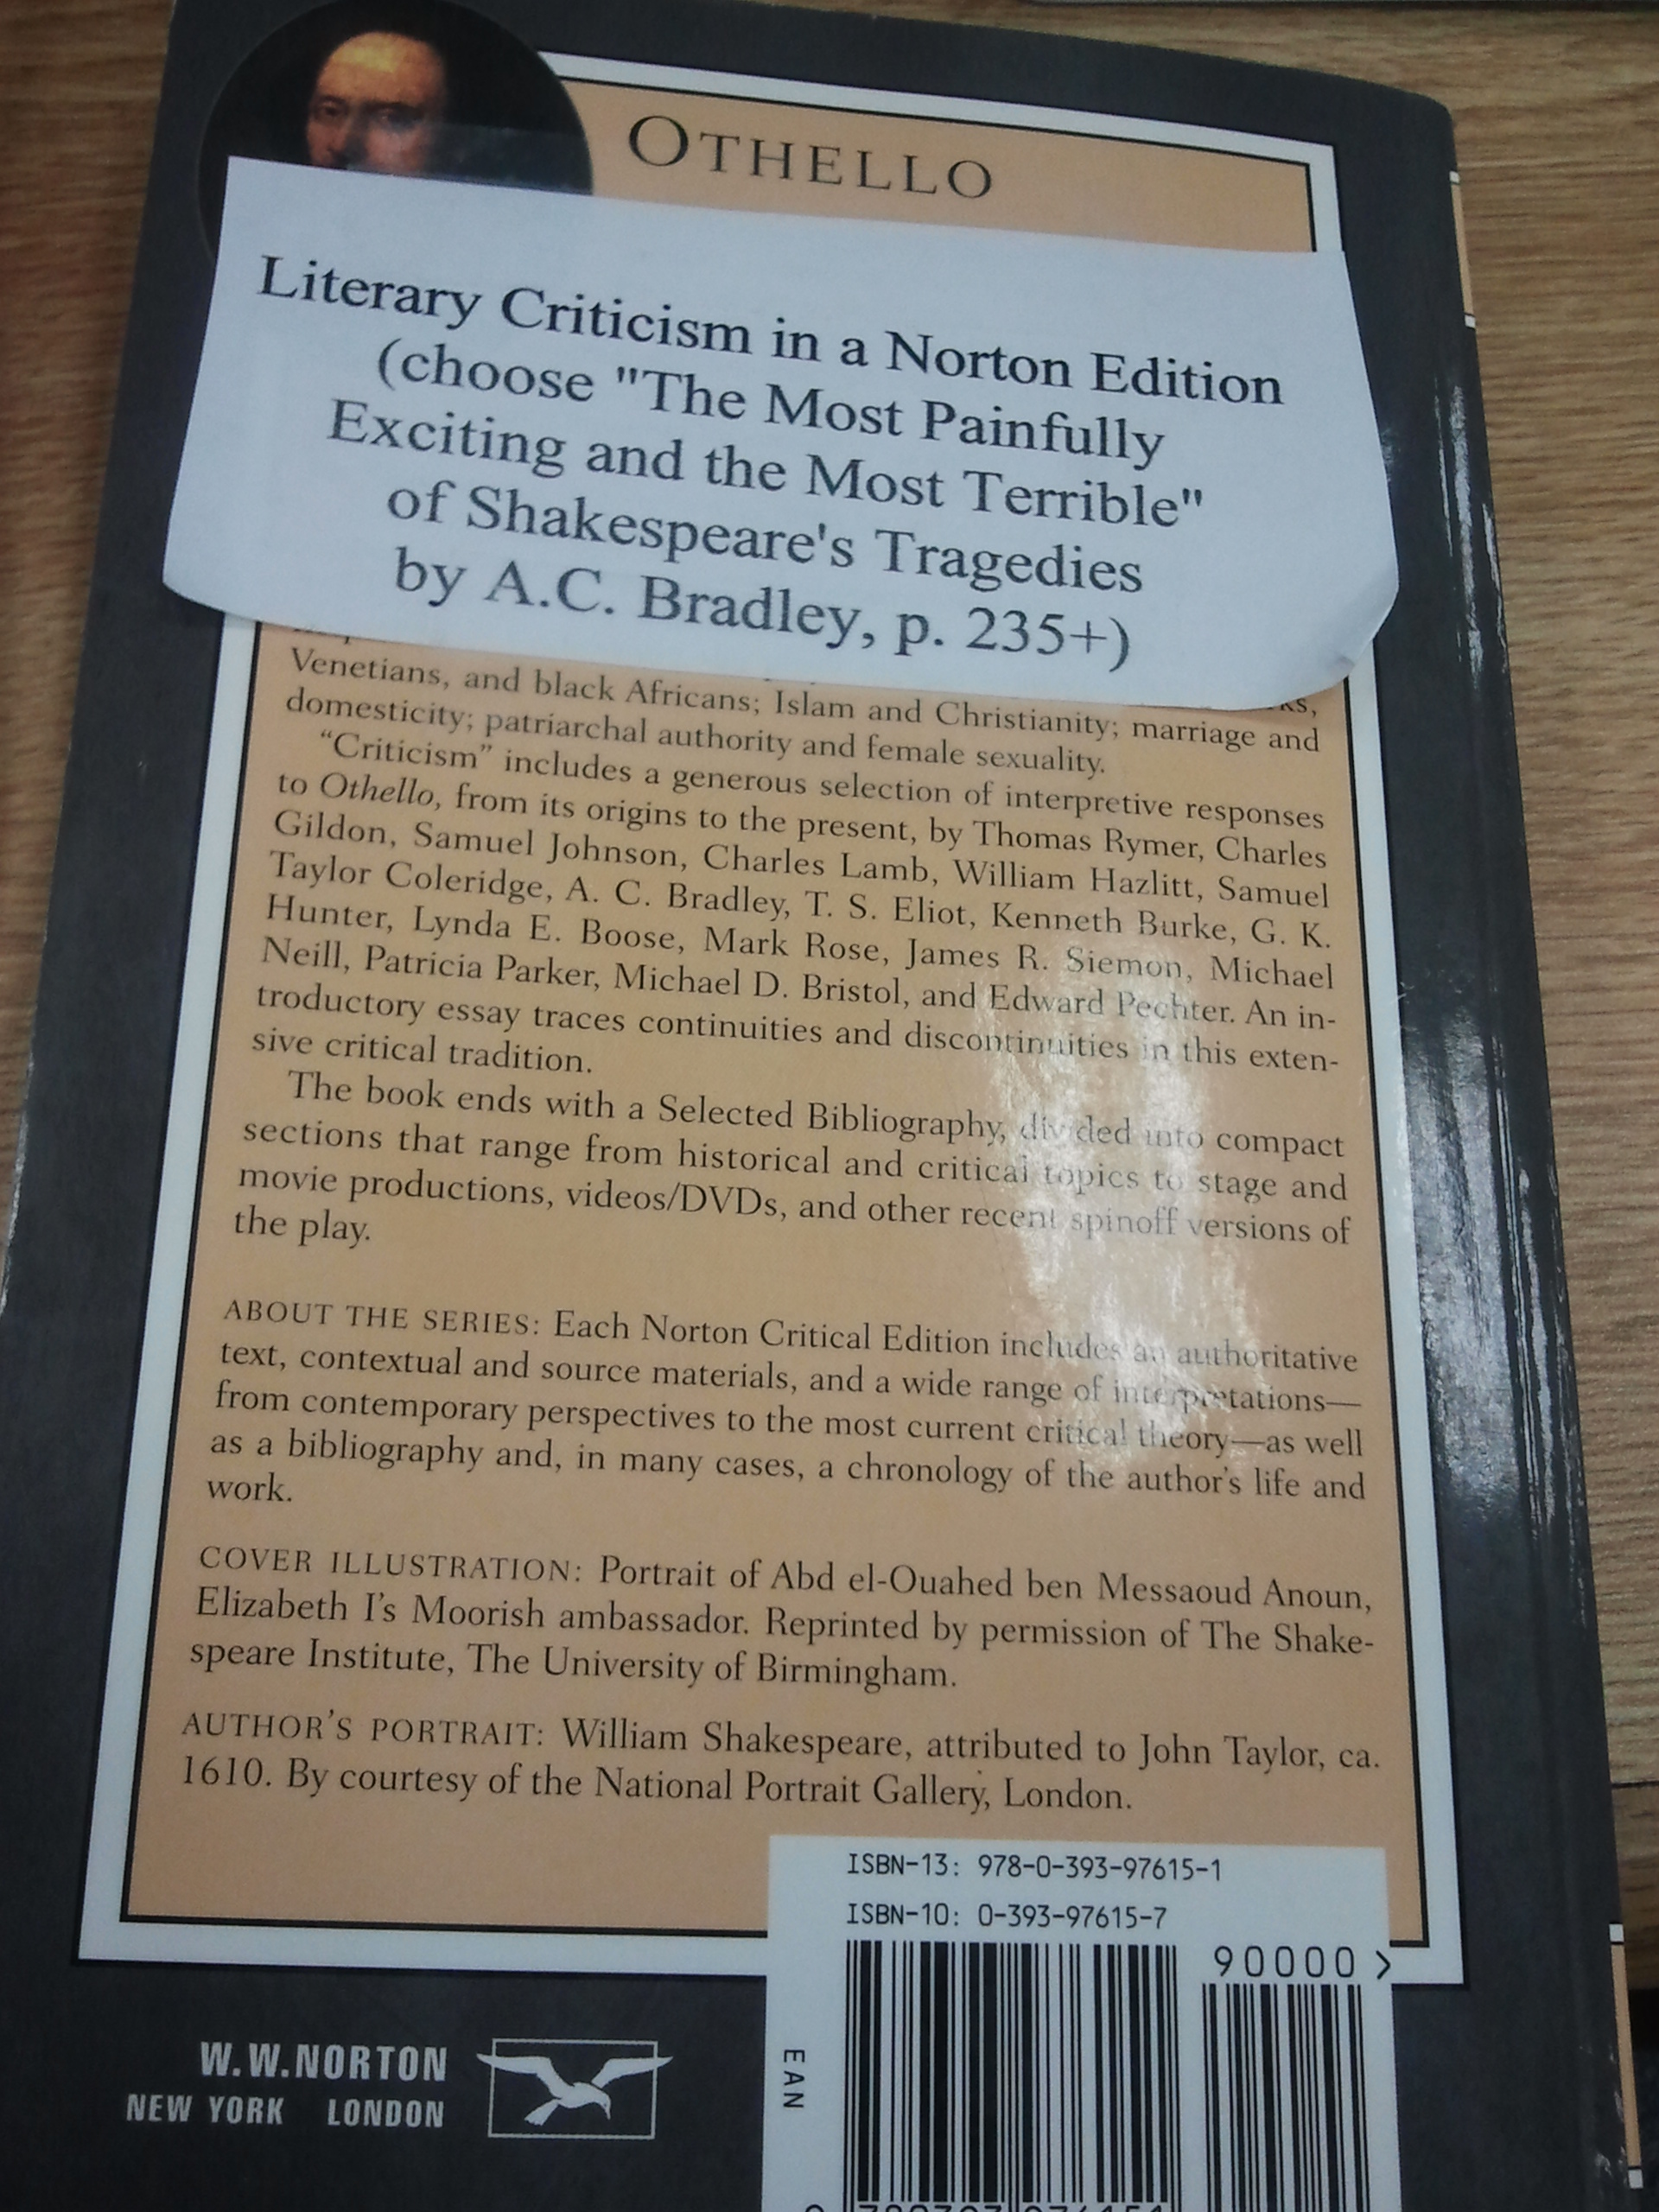 OTHELLO
Literary Criticism in a Norton Edition
(choose "The Most Painfully
Exciting and the Most Terrible"
of Shakespeare's Tragedies
by A.C. Bradley, p. 235+)
Venetians, and black Africans; Islam and Christianity; marriage and
domesticity; patriarchal authority and female sexuality.
“Criticism” includes a generous selection of interpretive responses
to Othello, from its origins to the present, by Thomas Rymer, Charles
Gildon, Samuel Johnson, Charles Lamb, William Hazlitt, Samuel
Taylor Coleridge, A. C. Bradley, T. S. Eliot, Kenneth Burke, G. K.
Hunter, Lynda E. Boose, Mark Rose, James R. Siemon, Michael
Neill, Patricia Parker, Michael D. Bristol, and Edward Pechter. An in-
troductory essay traces continuities and discontinuities in this exten-
sive critical tradition.
The book ends with a Selected Bibliography, divided into compact
sections that range from historical and critical topics to stage and
movie productions, videos/DVDs, and other recent spinoff versions of
the play.
ABOUT THE SERIES: Each Norton Critical Edition includes an authoritative
text, contextual and source materials, and a wide range of interpretations—
from contemporary perspectives to the most current critical theory—as well
as a bibliography and, in many cases, a chronology of the author's life and
work.
COVER ILLUSTRATION: Portrait of Abd el-Ouahed ben Messaoud Anoun,
Elizabeth I's Moorish ambassador. Reprinted by permission of The Shake-
speare Institute, The University of Birmingham.
AUTHOR'S PORTRAIT: William Shakespeare, attributed to John Taylor, ca.
1610. By courtesy of the National Portrait Gallery, London.
ISBN-13: 978-0-393-97615-1
ISBN-10: 0-393-97615-7
90000>
EAN
W.W.NORTON
NEW YORK LONDON